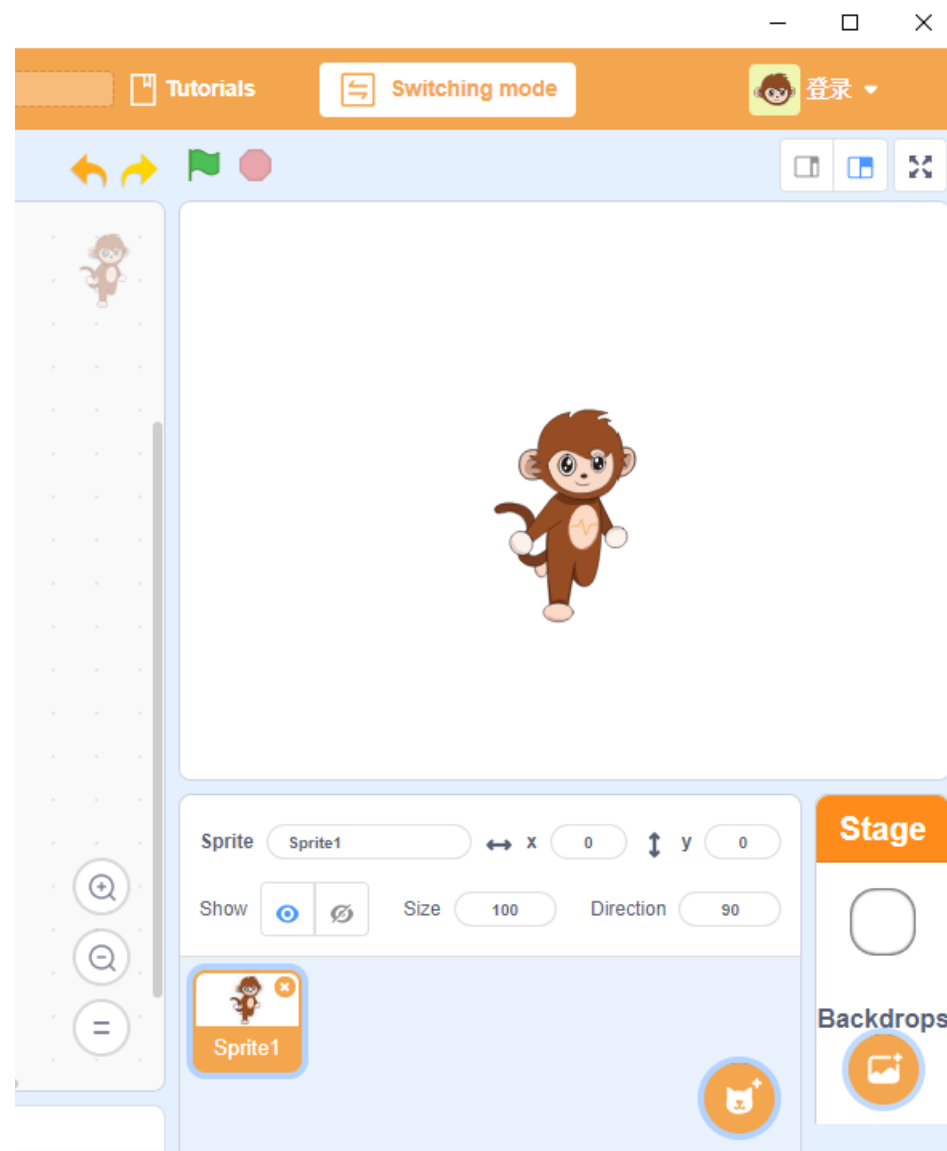 Tutorials
Switching mode
登录
Sprite Sprite1 x 0 y 0
Show Size 100 Direction 90
Stage
Sprite1
Backdrops